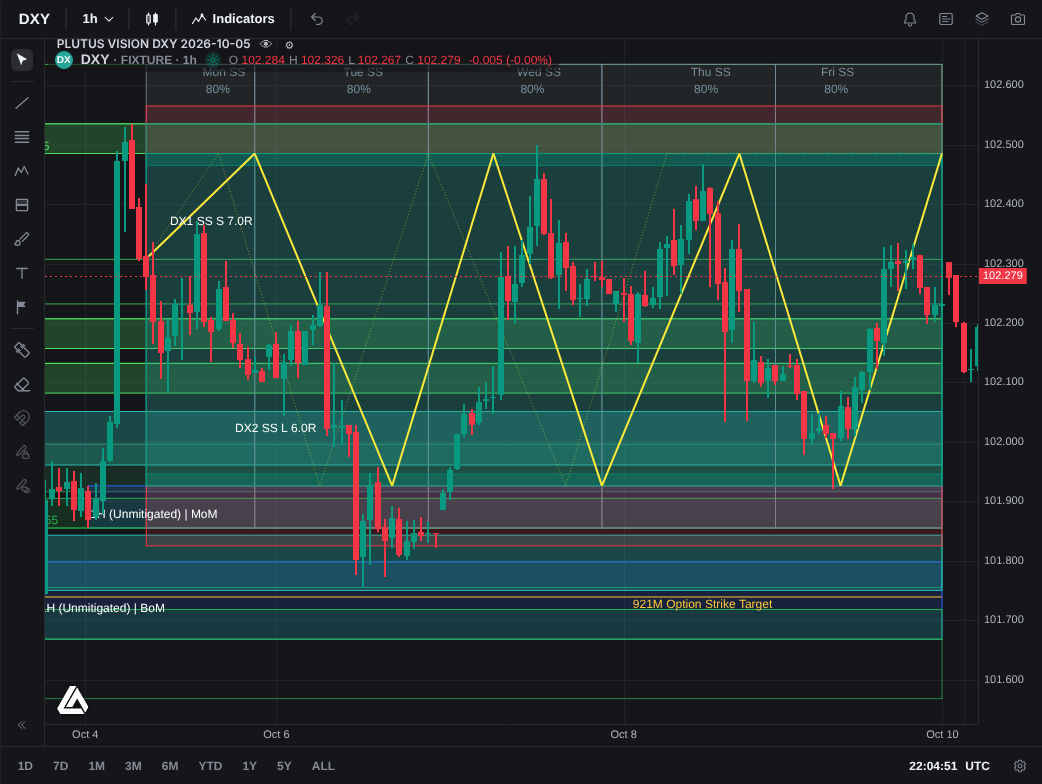 DXY 1h Indicators
PLUTUS VISION DXY 2026-10-05
DX DXY · FIXTURE · 1h O 102.284 H 102.326 L 102.267 C 102.279 -0.005 (-0.00%)
Mon SS Tue SS Wed SS Thu SS Fri SS
80% 80% 80% 80% 80%
102.600
102.500
102.400
102.300
102.279
102.200
102.100
102.000
101.900
101.800
101.700
101.600
5
DX1 SS S 7.0R
DX2 SS L 6.0R
(Unmitigated) | MoM
55
(Unmitigated) | BoM
921M Option Strike Target
Oct 4 Oct 6 Oct 8 Oct 10
1D 7D 1M 3M 6M YTD 1Y 5Y ALL
22:04:51 UTC